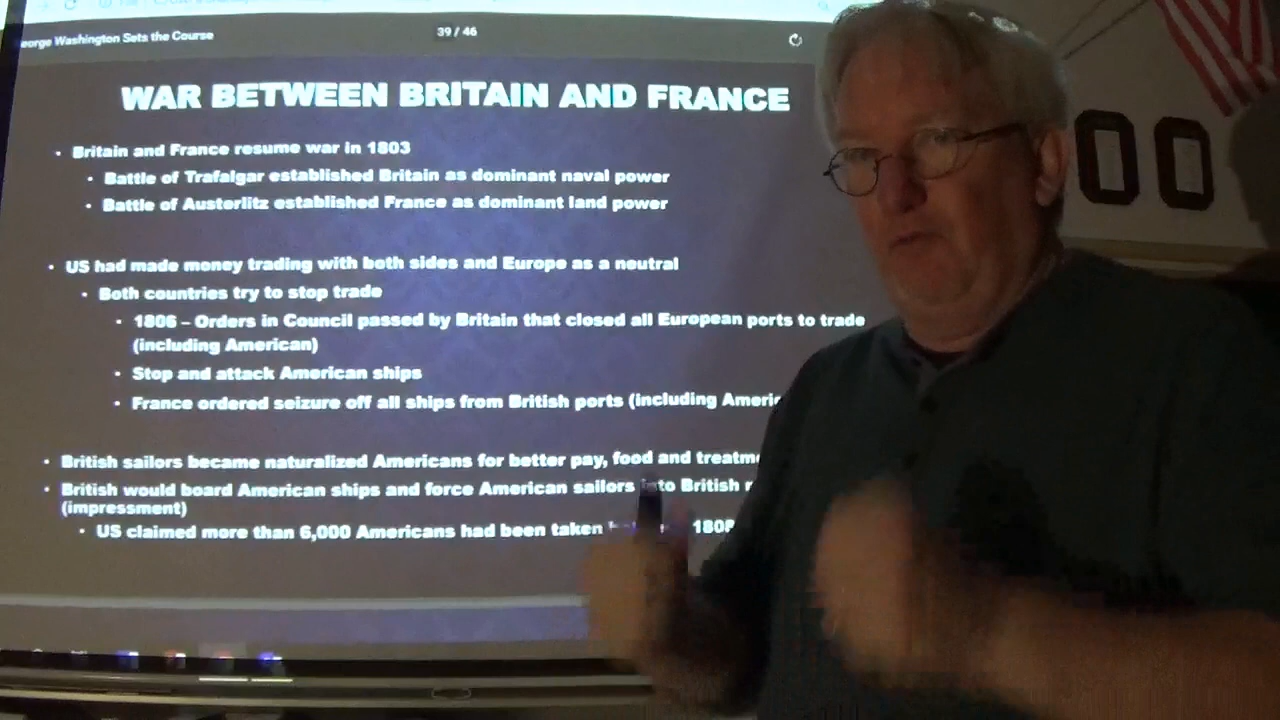 eorge Washington Sets the Course
39 / 46
WAR BETWEEN BRITAIN AND FRANCE
• Britain and France resume war in 1803
• Battle of Trafalgar established Britain as dominant naval power
• Battle of Austerlitz established France as dominant land power
• US had made money trading with both sides and Europe as a neutral
• Both countries try to stop trade
• 1806 – Orders in Council passed by Britain that closed all European ports to trade
(including American)
• Stop and attack American ships
• France ordered seizure off all ships from British ports (including Americ
• British sailors became naturalized Americans for better pay, food and treatme
• British would board American ships and force American sailors into British
(impressment)
• US claimed more than 6,000 Americans had been taken 1808
00